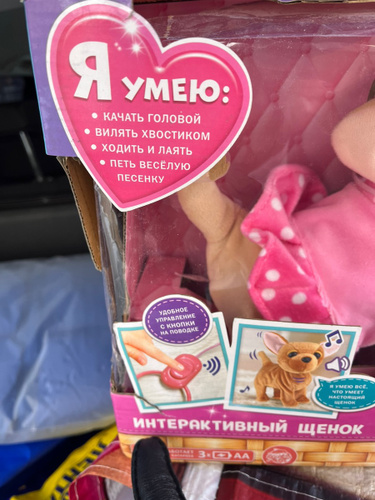 Я УМЕЮ:
• КАЧАТЬ ГОЛОВОЙ
• ВИЛЯТЬ ХВОСТИКОМ
• ХОДИТЬ И ЛАЯТЬ
• ПЕТЬ ВЕСЁЛУЮ
ПЕСЕНКУ
УДОБНОЕ
УПРАВЛЕНИЕ
С КНОПКИ
НА ПОВОДКЕ
Я УМЕЮ ВСЁ,
ЧТО УМЕЕТ
НАСТОЯЩИЙ
ЩЕНОК
ИНТЕРАКТИВНЫЙ ЩЕНОК
3× AA